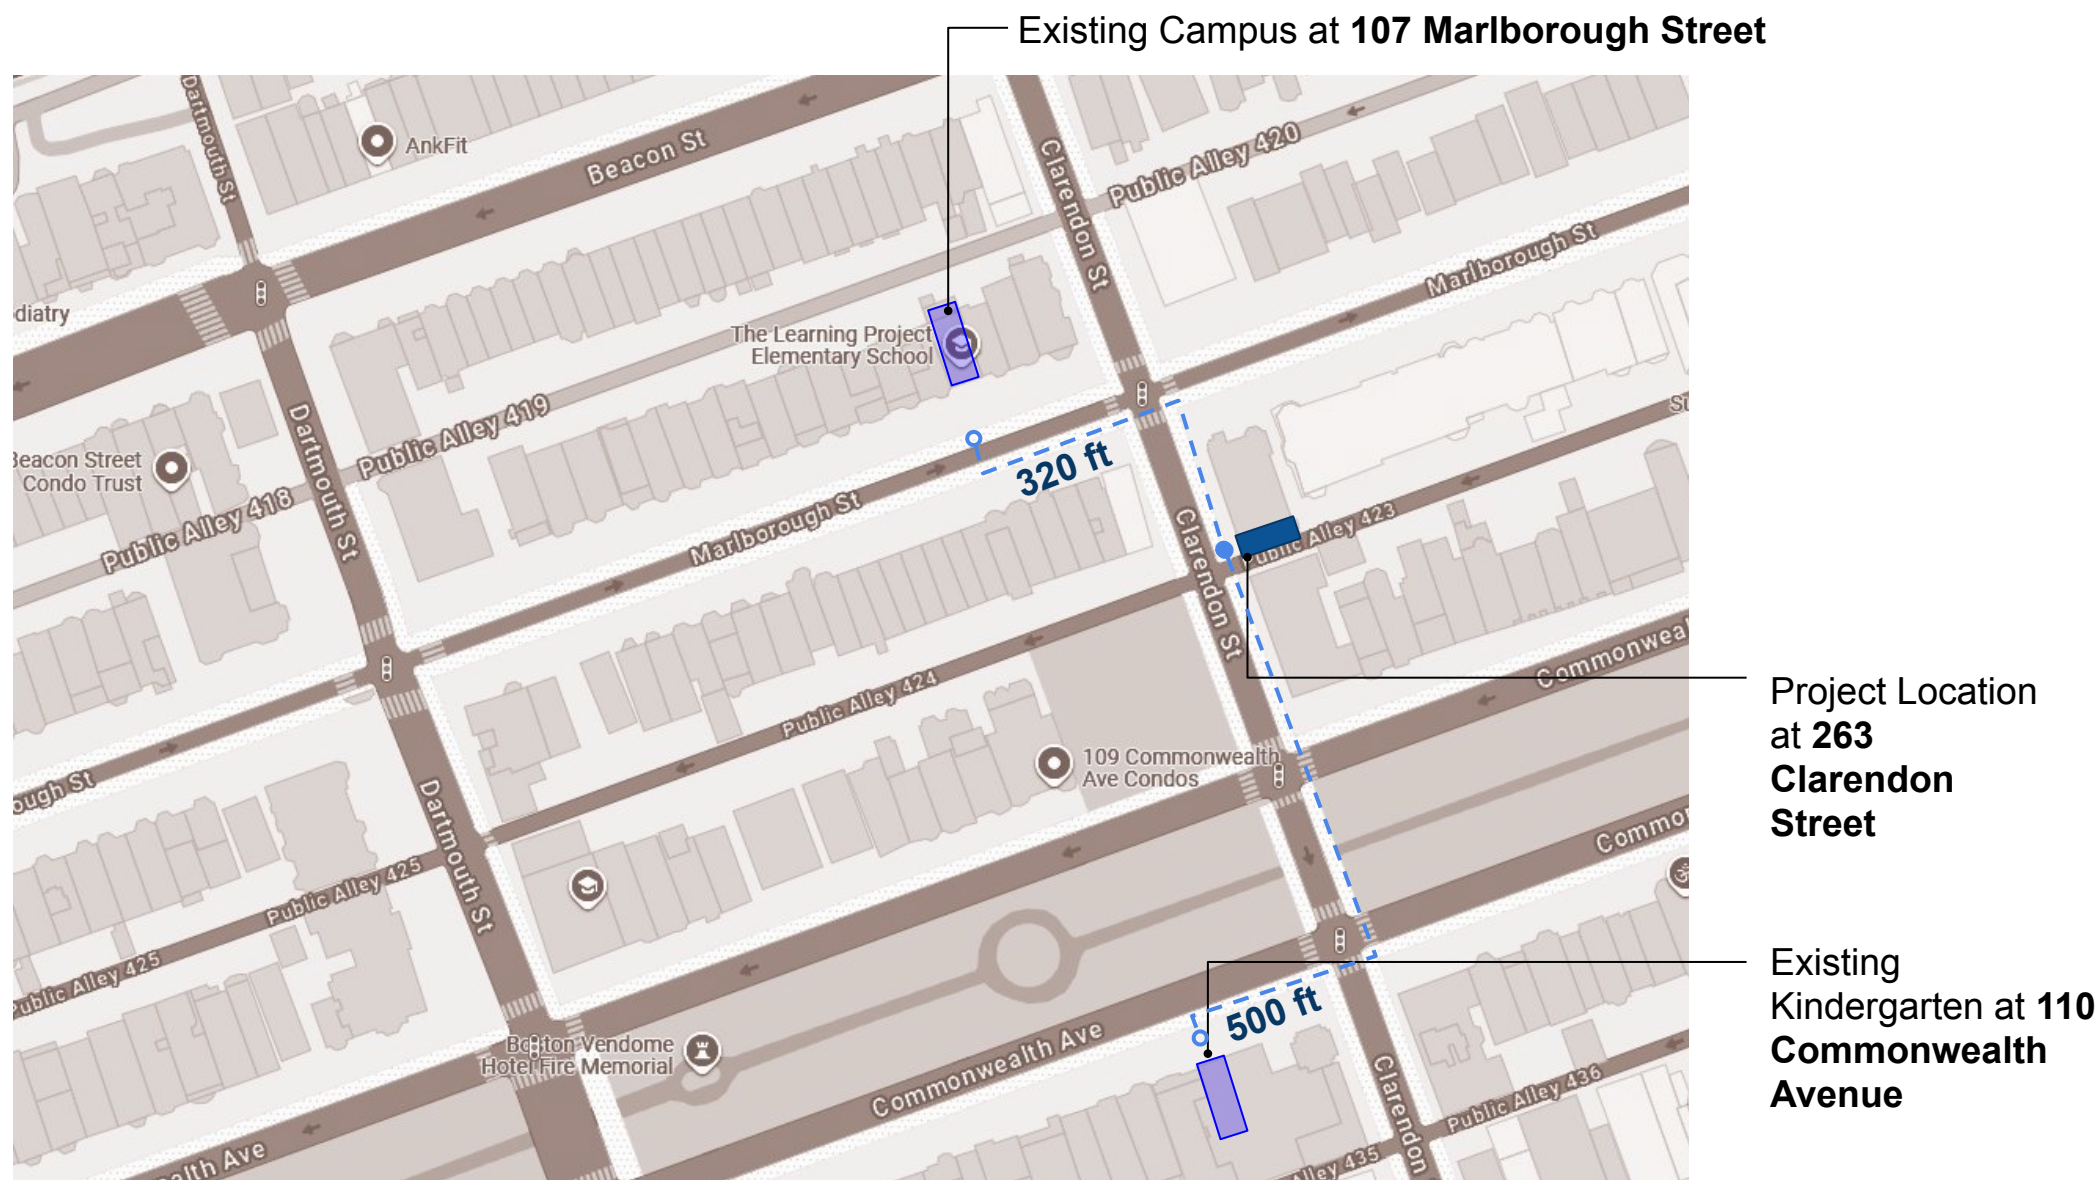 Existing Campus at 107 Marlborough Street
Dartmouth St
AnkFit
Beacon St
Clarendon St
Public Alley 420
Marlborough St
diatry
The Learning Project
Elementary School
Public Alley 419
Dartmouth St
Beacon Street
Condo Trust
Public Alley 418
320 ft
Marlborough St
Clarendon St
Public Alley 423
Commonweal
Public Alley 424
109 Commonwealth
Ave Condos
ough St
Dartmouth St
Public Alley 425
Public Alley 425
Commo
Project Location
at 263
Clarendon
Street
500 ft
Boston Vendome
Hotel Fire Memorial
Commonwealth Ave
Clarendon
Public Alley 436
Alley 435
alth Ave
Existing
Kindergarten at 110
Commonwealth
Avenue